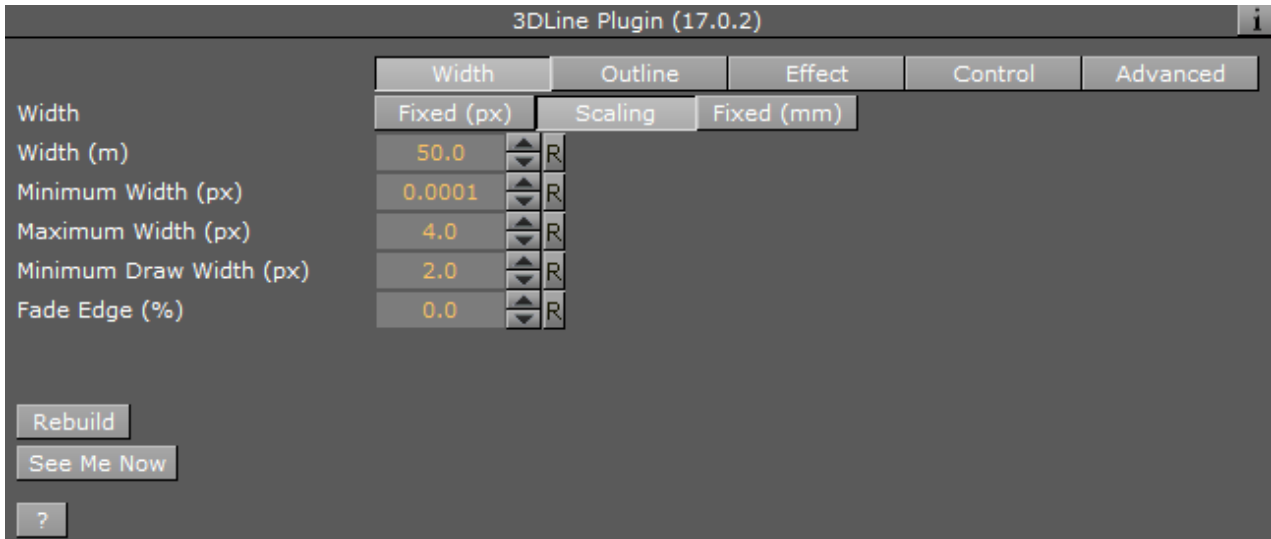 3DLine Plugin (17.0.2) i
Width Outline Effect Control Advanced
Width Fixed (px) Scaling Fixed (mm)
Width (m) 50.0 R
Minimum Width (px) 0.0001 R
Maximum Width (px) 4.0 R
Minimum Draw Width (px) 2.0 R
Fade Edge (%) 0.0 R
Rebuild
See Me Now
?